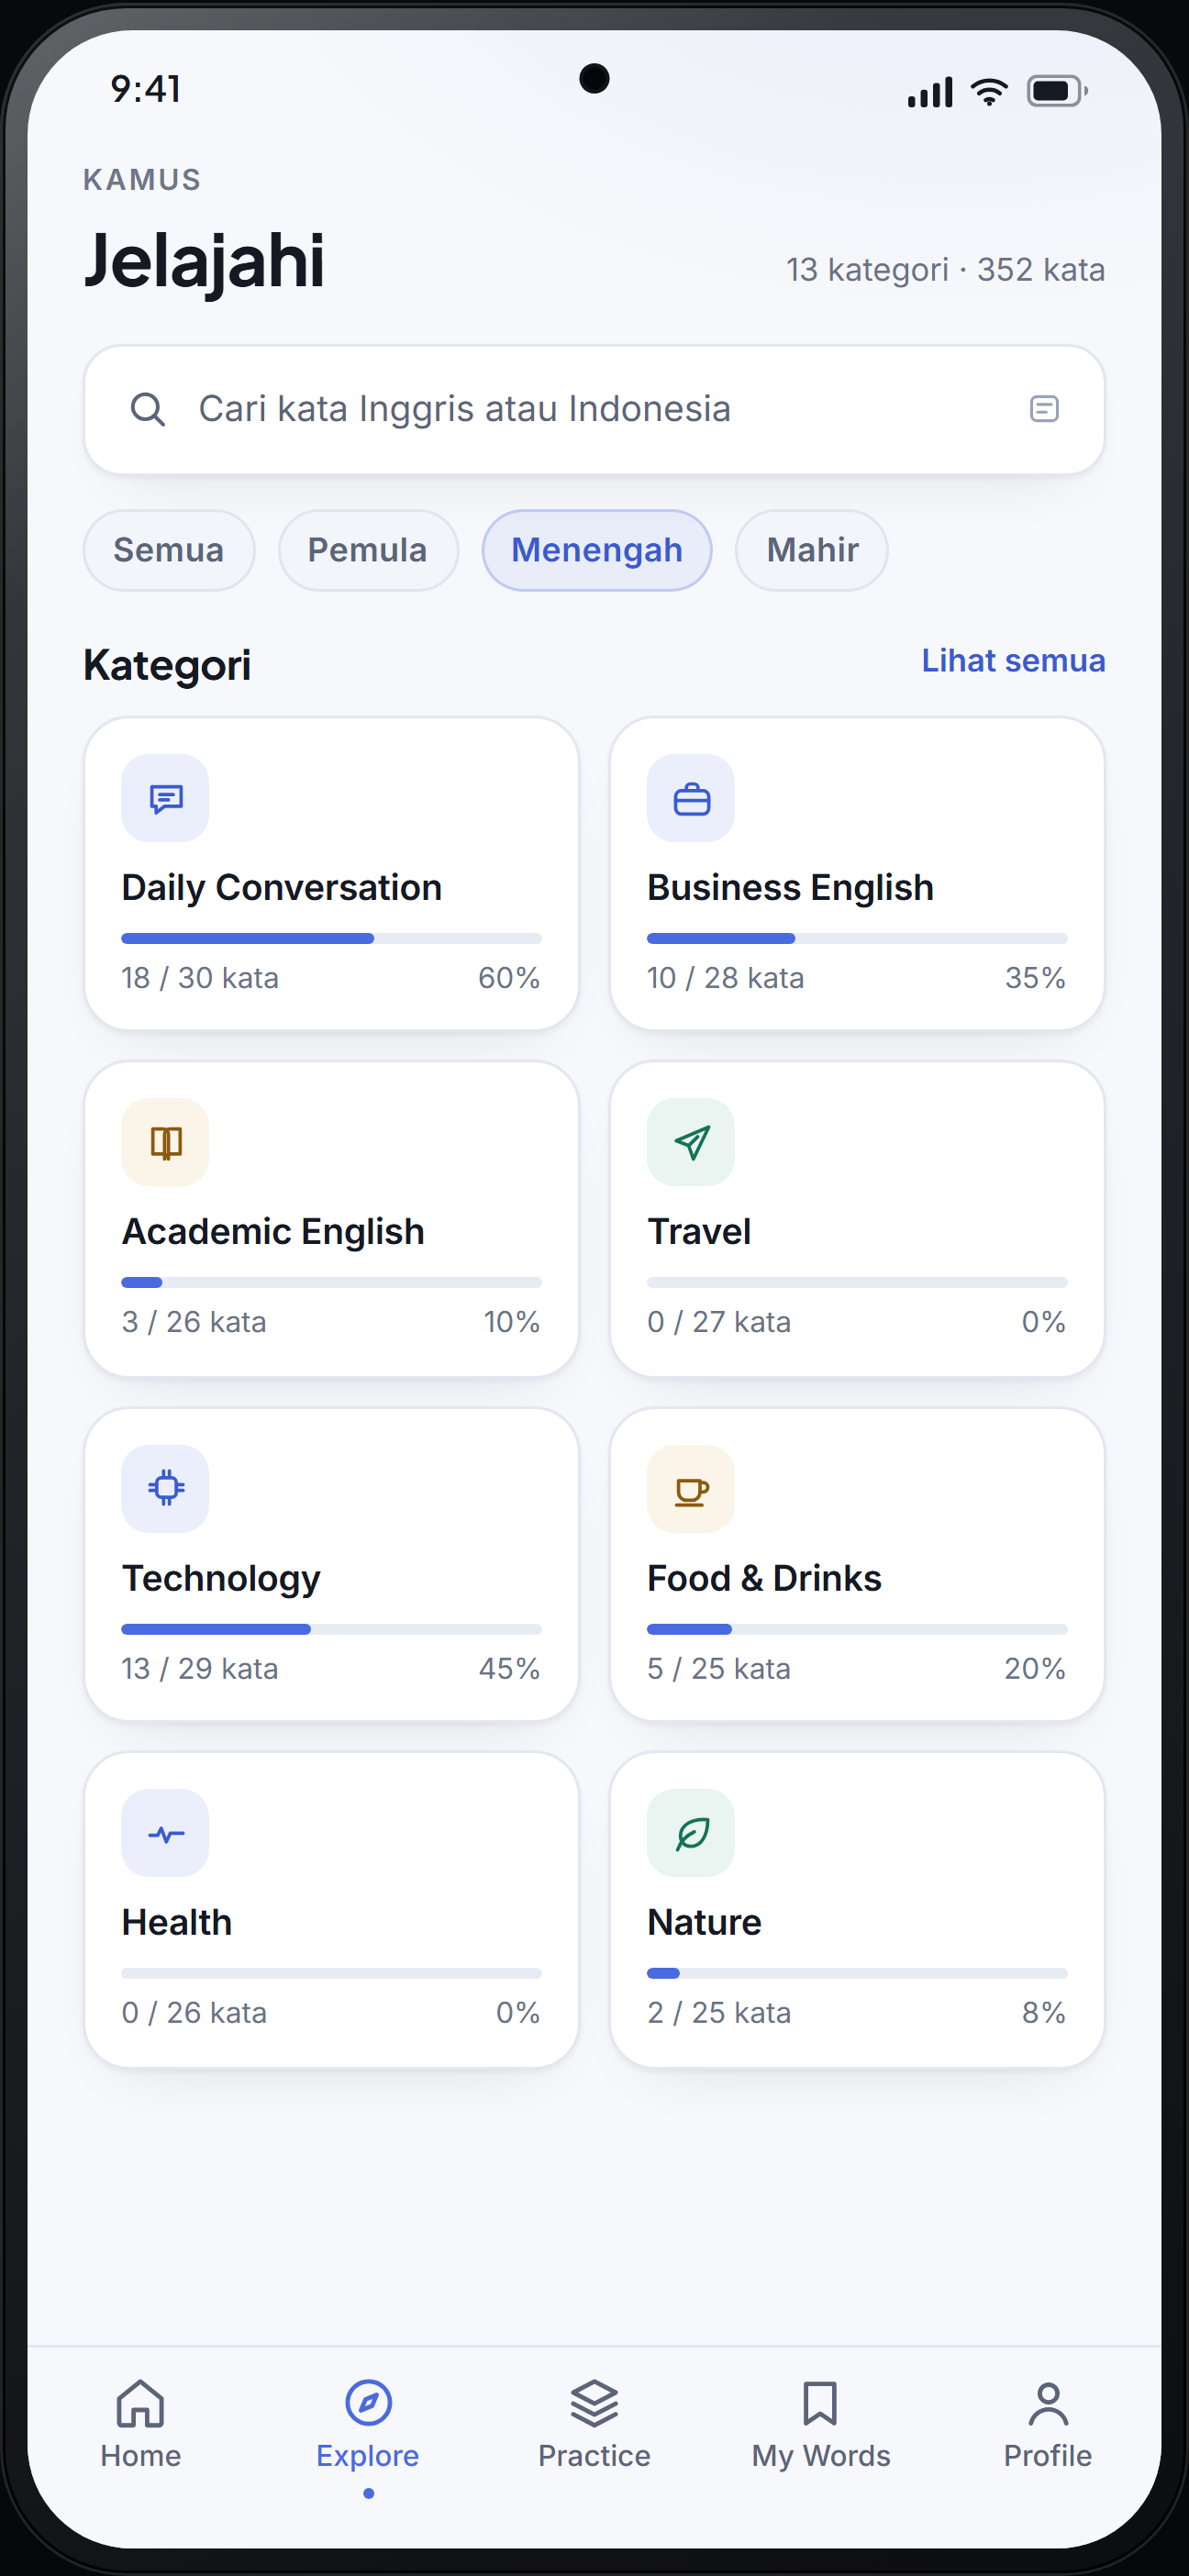 9:41
KAMUS
Jelajahi
13 kategori · 352 kata
Cari kata Inggris atau Indonesia
Semua Pemula Menengah Mahir
Kategori Lihat semua
Daily Conversation
18 / 30 kata 60%
Business English
10 / 28 kata 35%
Academic English
3 / 26 kata 10%
Travel
0 / 27 kata 0%
Technology
13 / 29 kata 45%
Food & Drinks
5 / 25 kata 20%
Health
0 / 26 kata 0%
Nature
2 / 25 kata 8%
Home Explore Practice My Words Profile